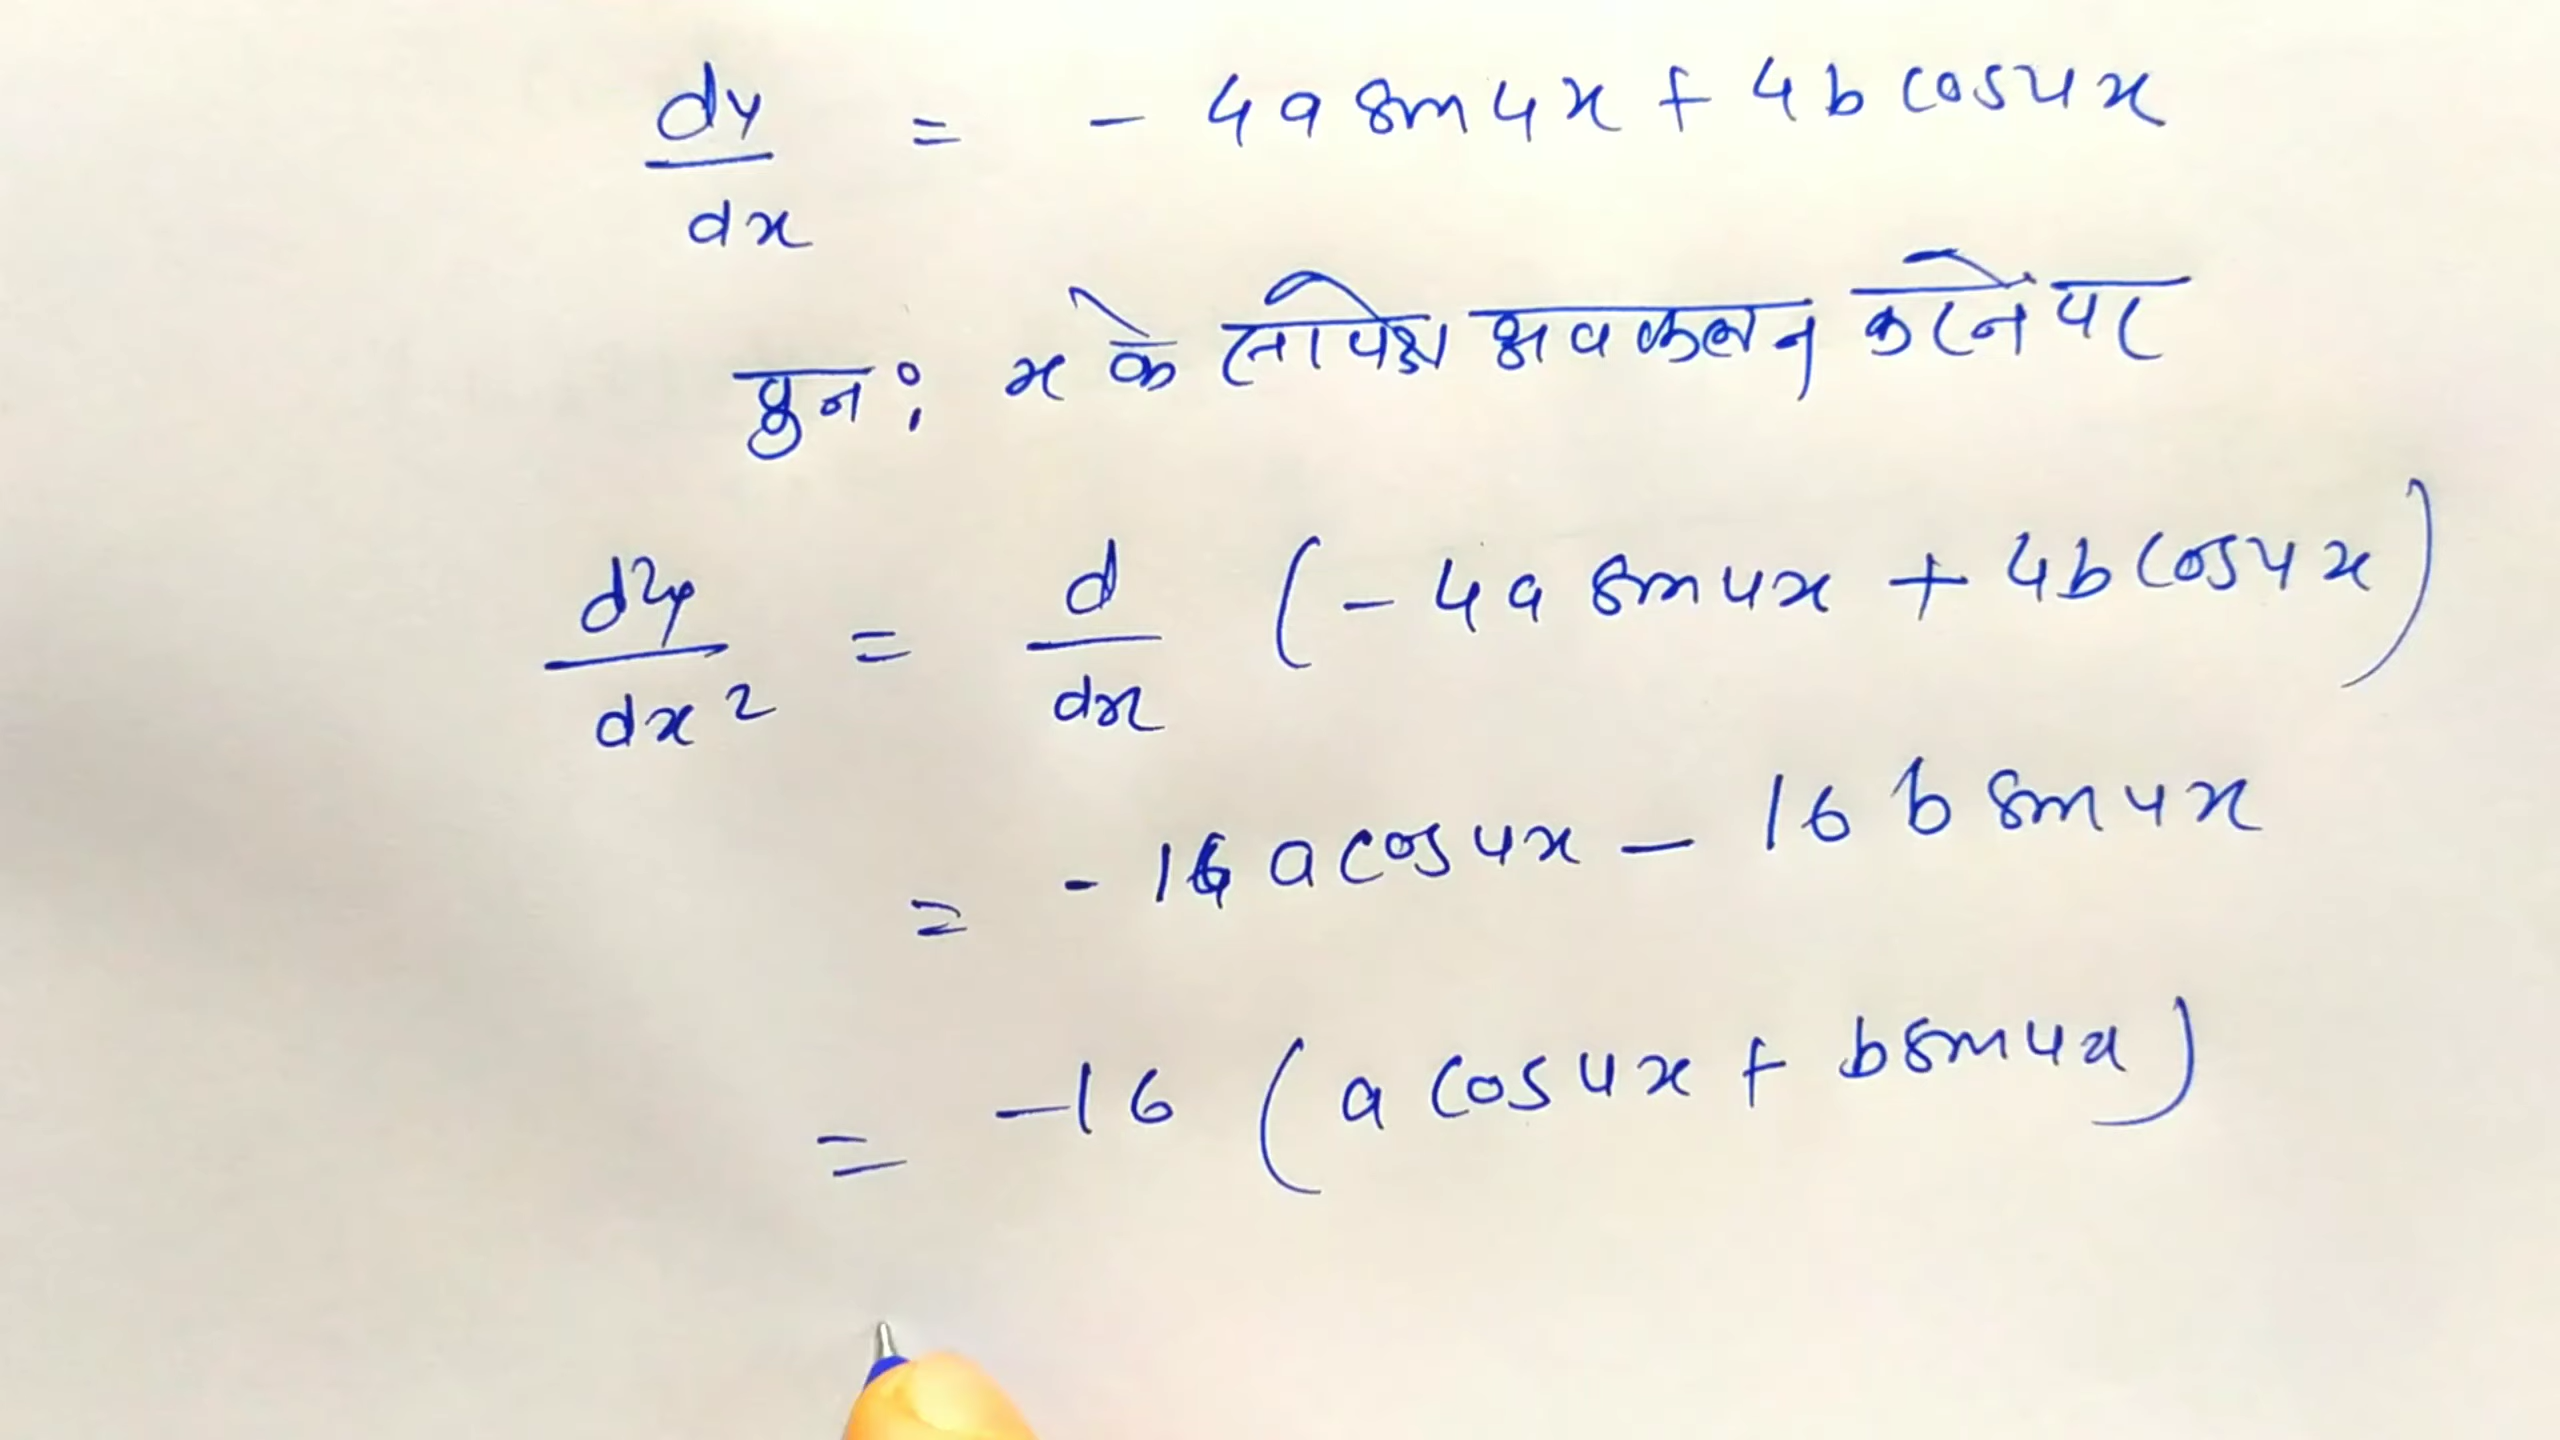 dy/dx = - 4a sin4x + 4b cos4x
पुन: x के सापेक्ष अवकलन करने पर
d²y/dx² = d/dx (- 4a sin4x + 4b cos4x)
= - 16 a cos4x - 16 b sin4x
= -16 (a cos4x + b sin4x)